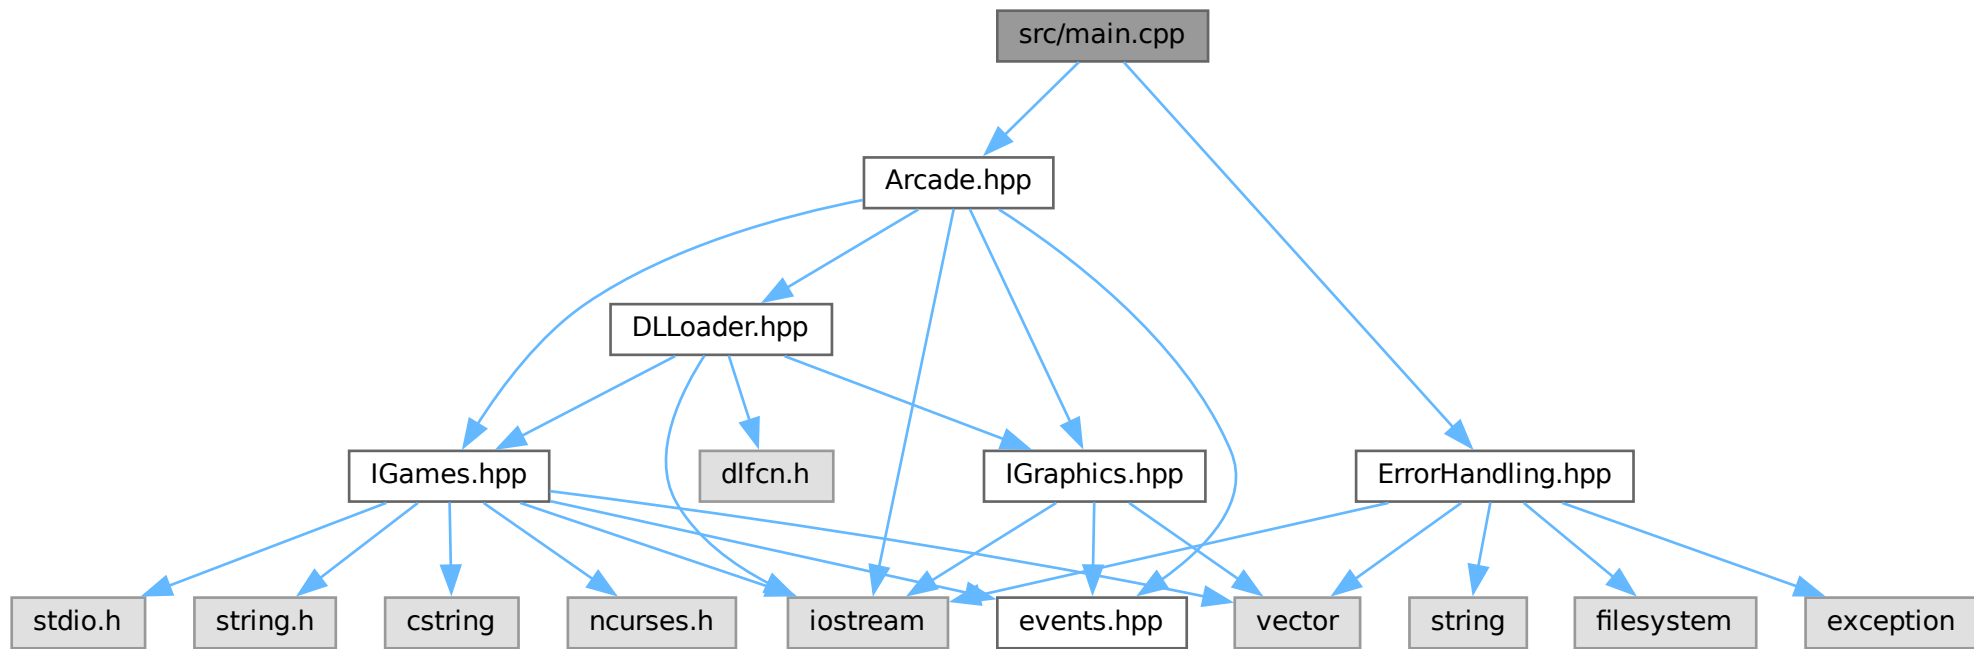 src/main.cpp
Arcade.hpp
DLLoader.hpp
IGames.hpp
dlfcn.h
IGraphics.hpp
ErrorHandling.hpp
stdio.h
string.h
cstring
ncurses.h
iostream
events.hpp
vector
string
filesystem
exception